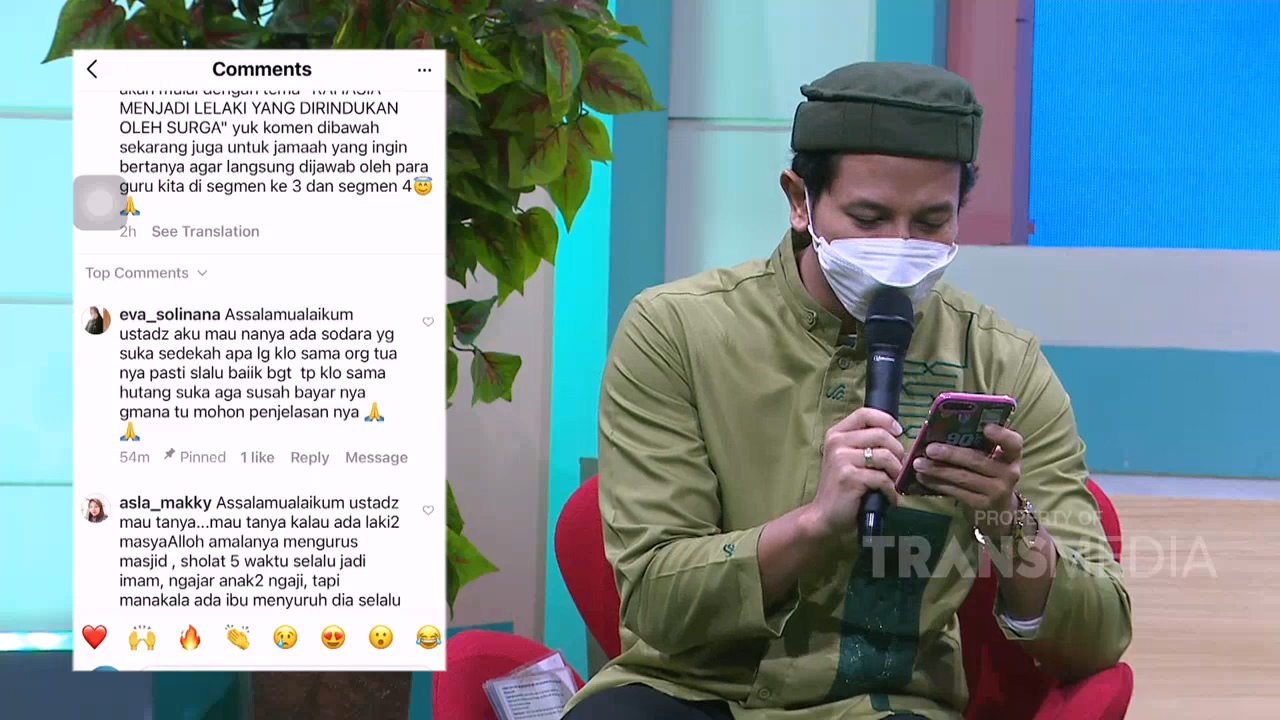 Comments
akan mulai dengan tema "RAHASIA
MENJADI LELAKI YANG DIRINDUKAN
OLEH SURGA" yuk komen dibawah
sekarang juga untuk jamaah yang ingin
bertanya agar langsung dijawab oleh para
guru kita di segmen ke 3 dan segmen 4😇
🙏
2h See Translation
Top Comments
eva_solinana Assalamualaikum
ustadz aku mau nanya ada sodara yg
suka sedekah apa lg klo sama org tua
nya pasti slalu baiik bgt tp klo sama
hutang suka aga susah bayar nya
gmana tu mohon penjelasan nya 🙏
🙏
54m Pinned 1 like Reply Message
asla_makky Assalamualaikum ustadz
mau tanya...mau tanya kalau ada laki2
masyaAlloh amalanya mengurus
masjid , sholat 5 waktu selalu jadi
imam, ngajar anak2 ngaji, tapi
manakala ada ibu menyuruh dia selalu
❤️ 🙌 🔥 👏 😢 😍 😮 😂
90
PROPERTY OF
TRANSMEDIA